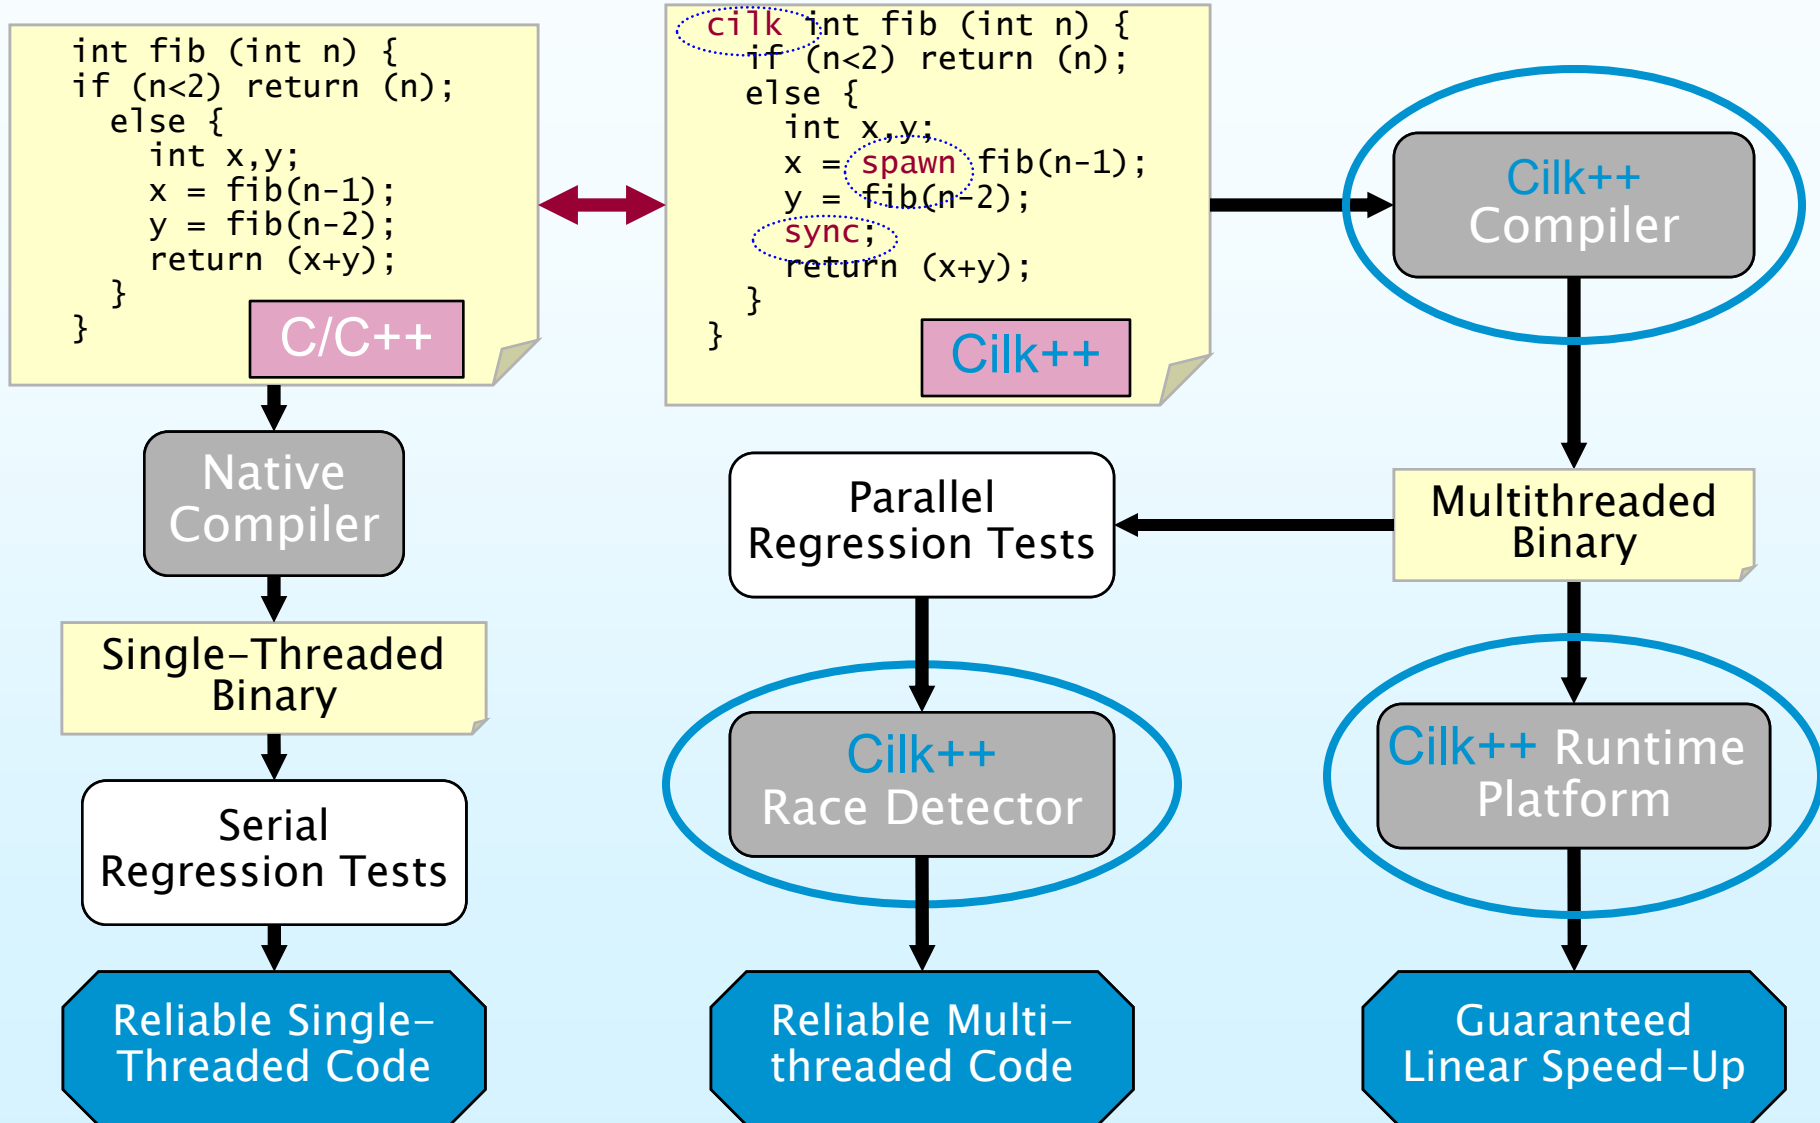 int fib (int n) {
if (n<2) return (n);
else {
int x,y;
x = fib(n-1);
y = fib(n-2);
return (x+y);
}
}
C/C++
cilk int fib (int n) {
if (n<2) return (n);
else {
int x,y;
x = spawn fib(n-1);
y = fib(n-2);
sync;
return (x+y);
}
}
Cilk++
Cilk++
Compiler
Native
Compiler
Parallel
Regression Tests
Multithreaded
Binary
Single-Threaded
Binary
Cilk++
Race Detector
Cilk++ Runtime
Platform
Serial
Regression Tests
Reliable Single-
Threaded Code
Reliable Multi-
threaded Code
Guaranteed
Linear Speed-Up